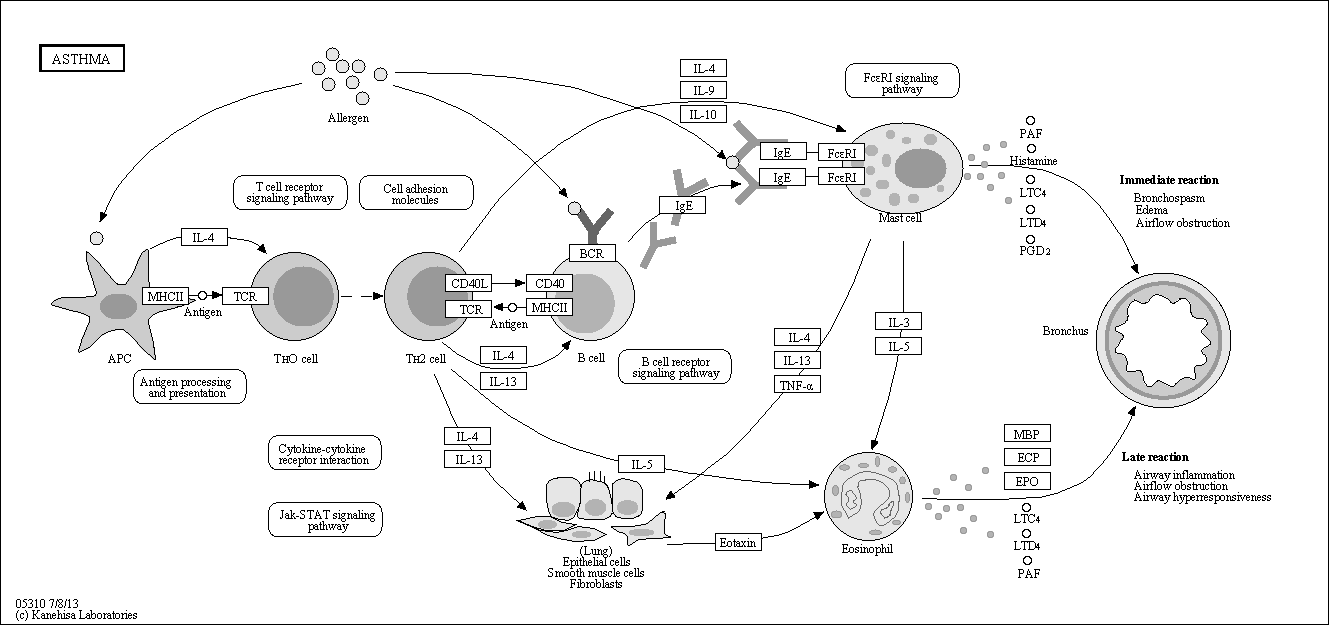 ASTHMA
Allergen
IL-4
IL-9
IL-10
FcεRI signaling
pathway
IgE
FcεRI
IgE
FcεRI
Mast cell
PAF
Histamine
LTC4
LTD4
PGD2
Immediate reaction
Bronchospasm
Edema
Airflow obstruction
T cell receptor
signaling pathway
Cell adhesion
molecules
IgE
IL-4
BCR
MHCII
Antigen
TCR
CD40L
CD40
TCR
Antigen
MHCII
APC
TH0 cell
TH2 cell
B cell
IL-4
IL-13
B cell receptor
signaling pathway
Antigen processing
and presentation
IL-4
IL-13
TNF-α
IL-3
IL-5
Bronchus
Cytokine-cytokine
receptor interaction
Jak-STAT signaling
pathway
IL-4
IL-13
IL-5
MBP
ECP
EPO
LTC4
LTD4
PAF
Late reaction
Airway inflammation
Airflow obstruction
Airway hyperresponsiveness
Eotaxin
Eosinophil
(Lung)
Epithelial cells
Smooth muscle cells
Fibroblasts
05310 7/8/13
(c) Kanehisa Laboratories